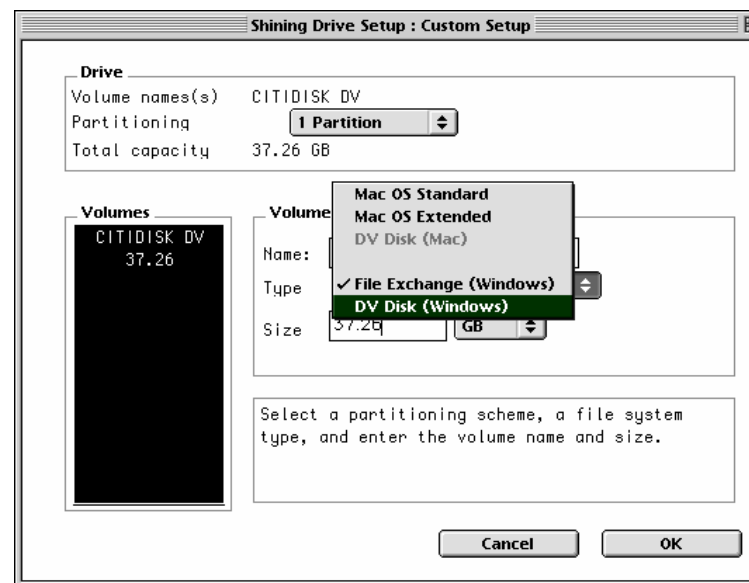 Shining Drive Setup : Custom Setup
Drive
Volume names(s) CITIDISK DV
Partitioning 1 Partition
Total capacity 37.26 GB
Volumes
CITIDISK DV
37.26
Volume
Name:
Type
Size 37.26 GB
Mac OS Standard
Mac OS Extended
DV Disk (Mac)
✓ File Exchange (Windows)
DV Disk (Windows)
Select a partitioning scheme, a file system
type, and enter the volume name and size.
Cancel OK